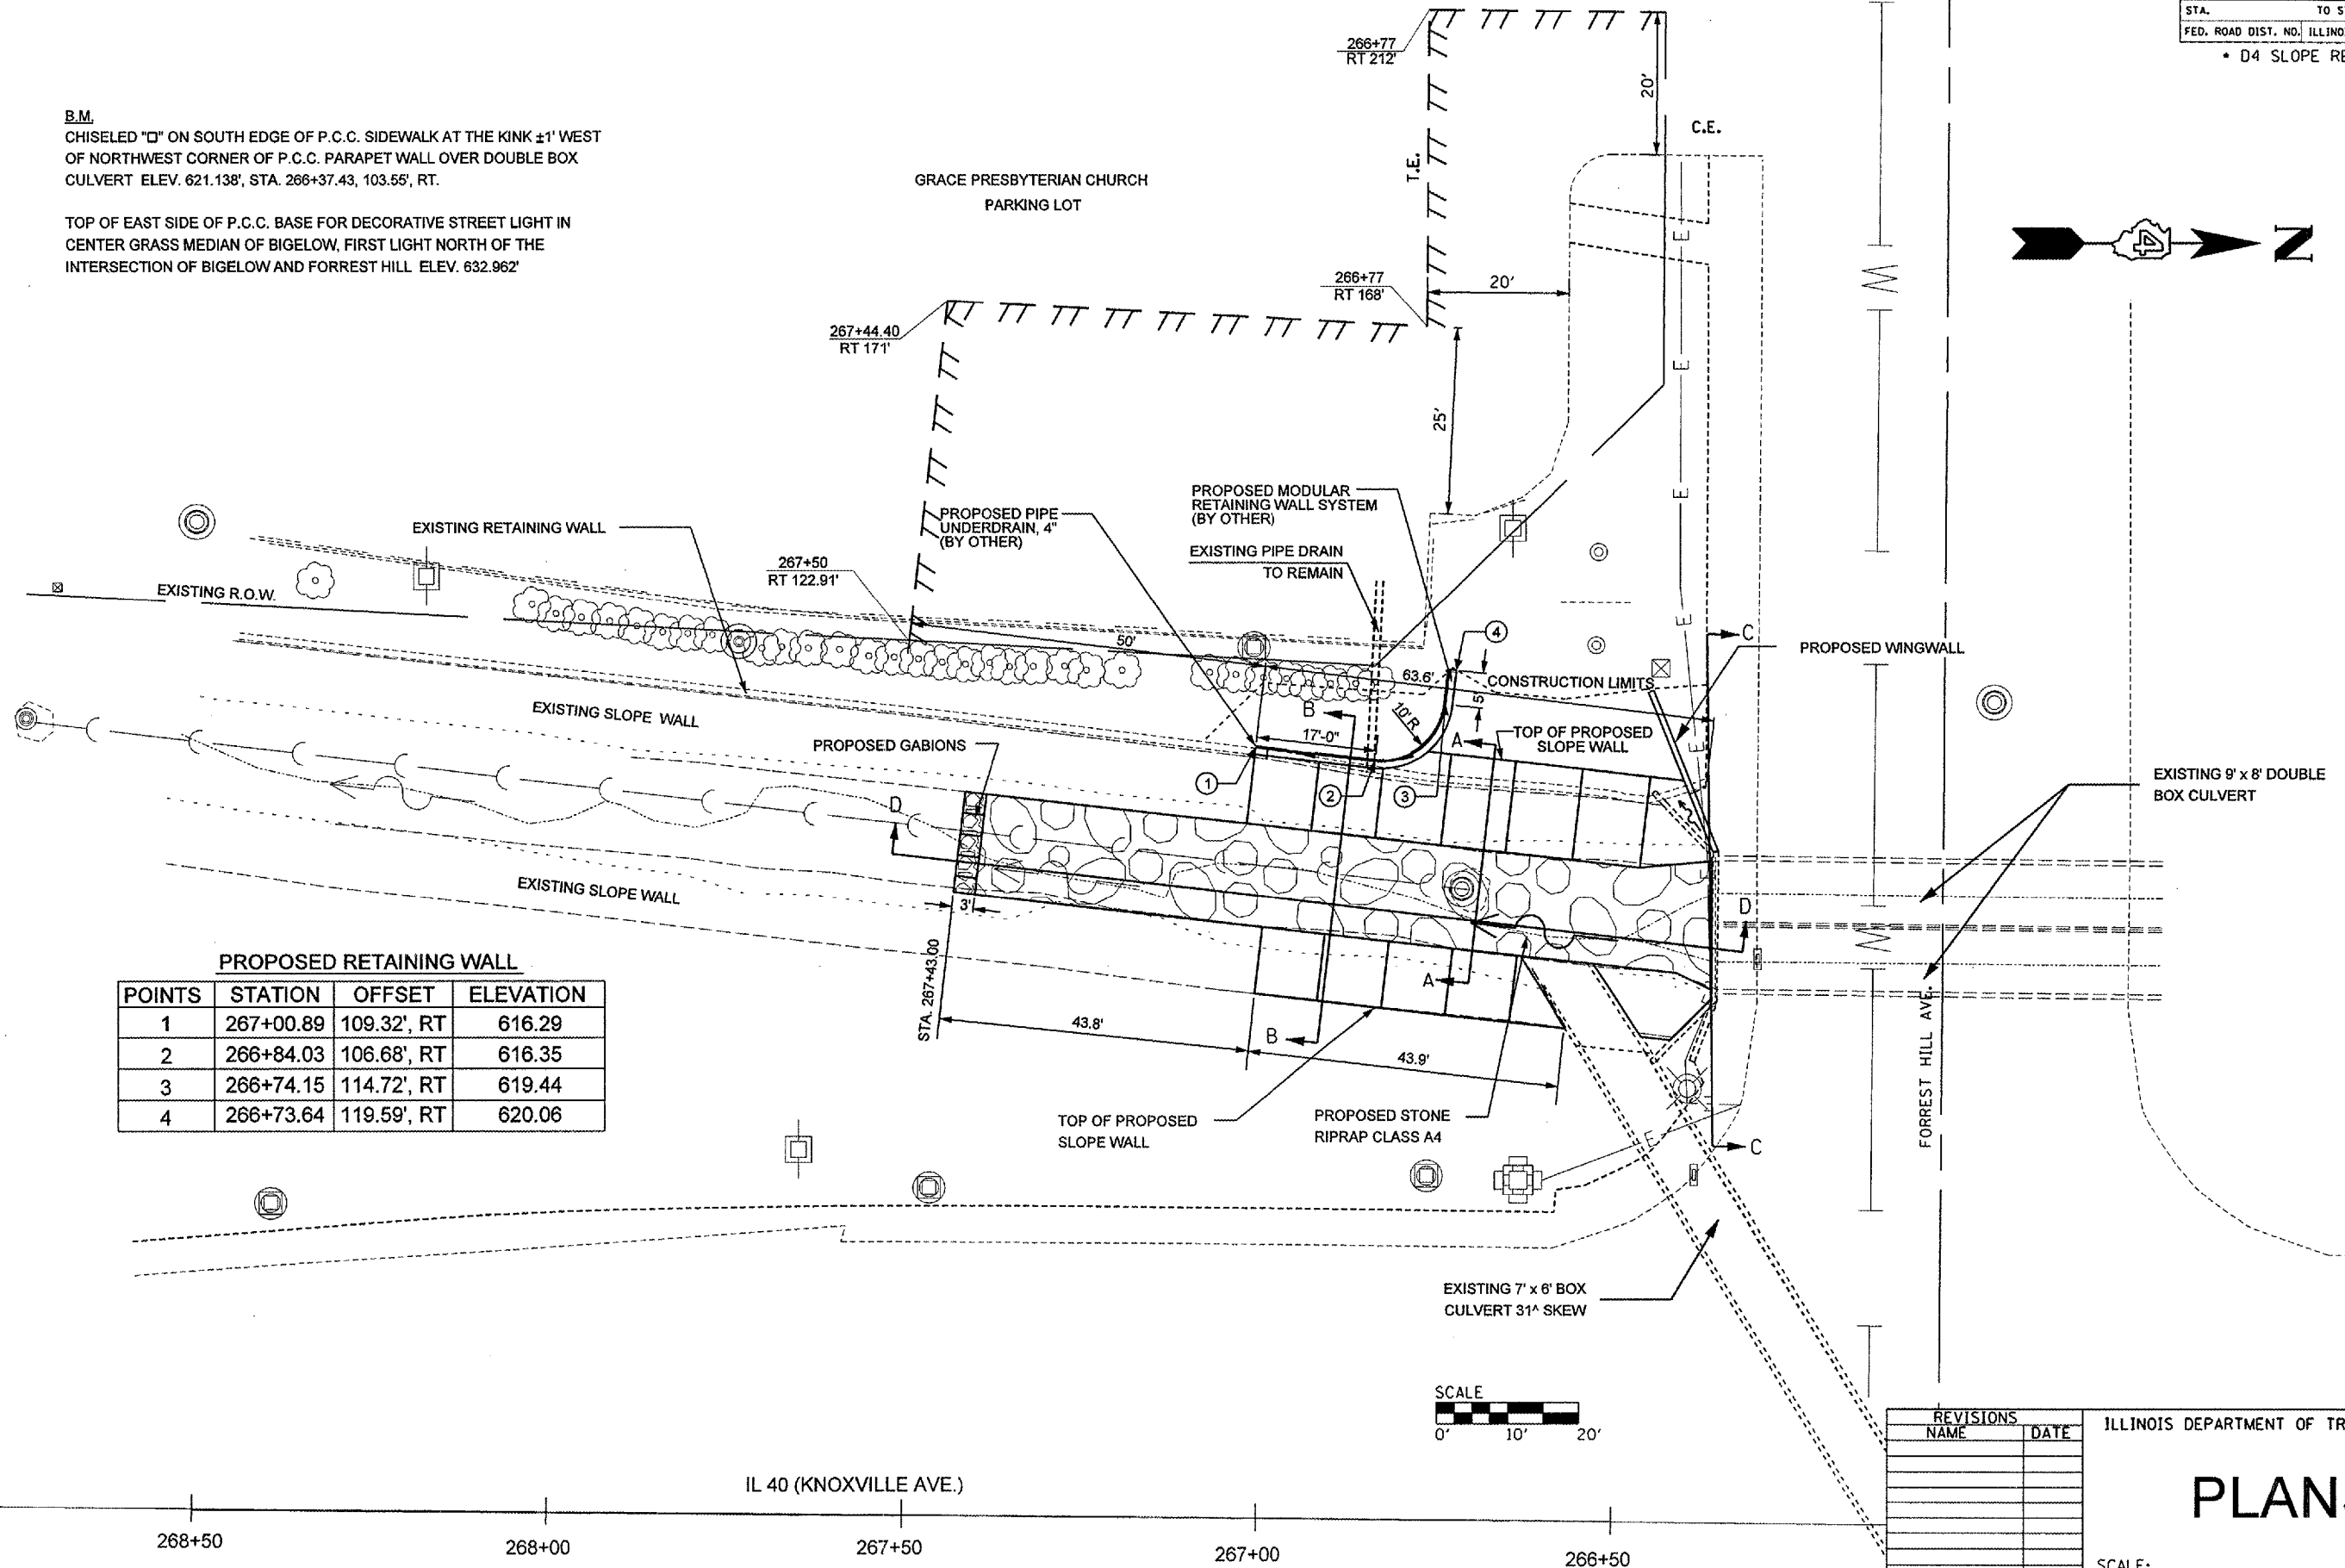 STA. TO S
FED. ROAD DIST. NO. ILLINO
* D4 SLOPE RE
B.M.
CHISELED "□" ON SOUTH EDGE OF P.C.C. SIDEWALK AT THE KINK ±1' WEST
OF NORTHWEST CORNER OF P.C.C. PARAPET WALL OVER DOUBLE BOX
CULVERT ELEV. 621.138', STA. 266+37.43, 103.55', RT.
TOP OF EAST SIDE OF P.C.C. BASE FOR DECORATIVE STREET LIGHT IN
CENTER GRASS MEDIAN OF BIGELOW, FIRST LIGHT NORTH OF THE
INTERSECTION OF BIGELOW AND FORREST HILL ELEV. 632.962'
266+77
RT 212'
20'
C.E.
T.E.
GRACE PRESBYTERIAN CHURCH
PARKING LOT
4
N
W
266+77
RT 168'
20'
267+44.40
RT 171'
25'
E
E
E
E
E
EXISTING RETAINING WALL
PROPOSED PIPE
UNDERDRAIN, 4"
(BY OTHER)
PROPOSED MODULAR
RETAINING WALL SYSTEM
(BY OTHER)
EXISTING PIPE DRAIN
TO REMAIN
267+50
RT 122.91'
EXISTING R.O.W.
50'
4
C
PROPOSED WINGWALL
63.6'
CONSTRUCTION LIMITS
5'
10' R
B
17'-0"
A
TOP OF PROPOSED
SLOPE WALL
E
EXISTING SLOPE WALL
PROPOSED GABIONS
1
2
3
D
EXISTING 9' x 8' DOUBLE
BOX CULVERT
EXISTING SLOPE WALL
3'
D
W
A
STA. 267+43.00
43.8'
B
43.9'
FORREST HILL AVE.
PROPOSED RETAINING WALL
POINTS STATION OFFSET ELEVATION
1 267+00.89 109.32', RT 616.29
2 266+84.03 106.68', RT 616.35
3 266+74.15 114.72', RT 619.44
4 266+73.64 119.59', RT 620.06
TOP OF PROPOSED
SLOPE WALL
PROPOSED STONE
RIPRAP CLASS A4
E
C
EXISTING 7' x 6' BOX
CULVERT 31^ SKEW
SCALE
0' 10' 20'
IL 40 (KNOXVILLE AVE.)
268+50 268+00 267+50 267+00 266+50
REVISIONS
NAME DATE
ILLINOIS DEPARTMENT OF TR
PLAN
SCALE: